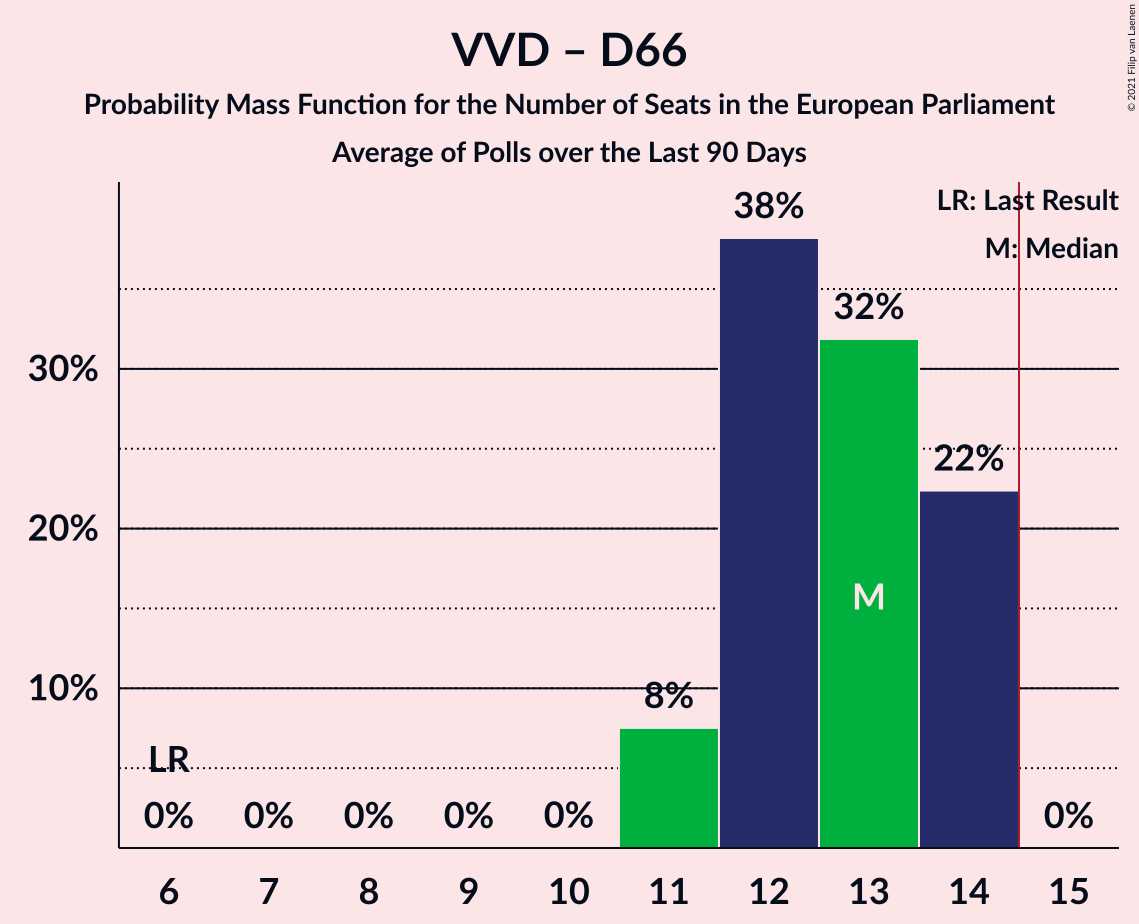 VVD – D66
Probability Mass Function for the Number of Seats in the European Parliament
Average of Polls over the Last 90 Days
© 2021 Filip van Laenen
LR: Last Result
M: Median
38%
32%
30%
22%
20%
M
10%
8%
LR
0% 0% 0% 0% 0% 0%
6 7 8 9 10 11 12 13 14 15